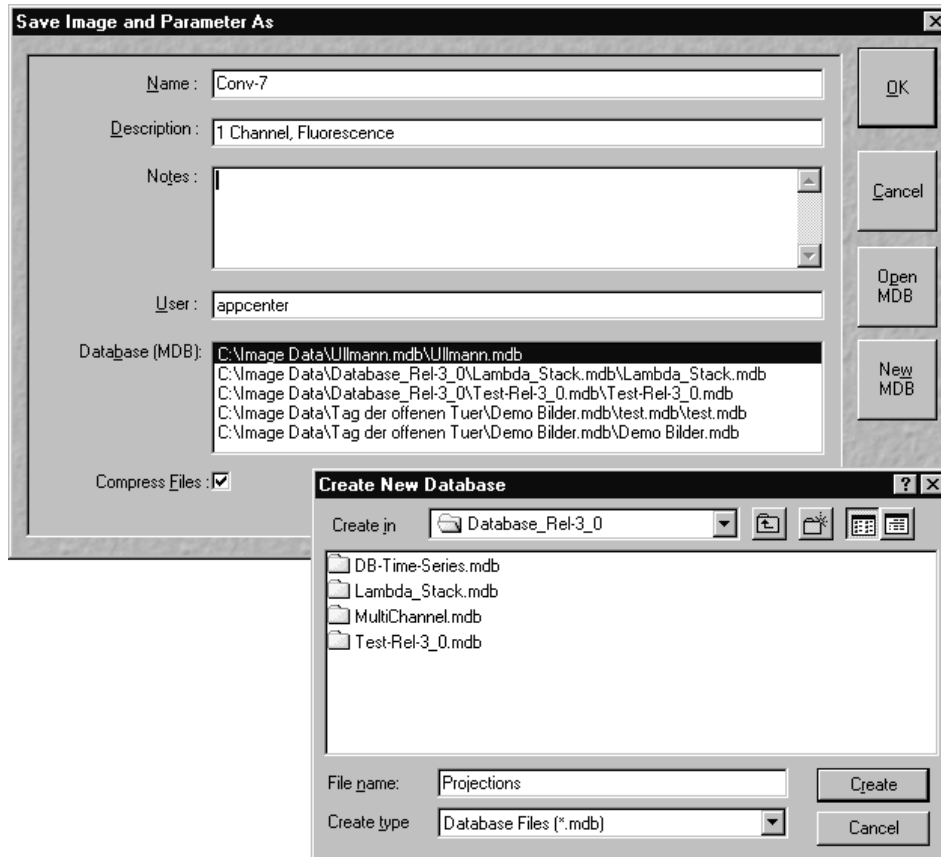 Save Image and Parameter As
Name : Conv-7
Description : 1 Channel, Fluorescence
Notes :
User : appcenter
Database (MDB): C:\Image Data\Ullmann.mdb\Ullmann.mdb
C:\Image Data\Database_Rel-3_0\Lambda_Stack.mdb\Lambda_Stack.mdb
C:\Image Data\Database_Rel-3_0\Test-Rel-3_0.mdb\Test-Rel-3_0.mdb
C:\Image Data\Tag der offenen Tuer\Demo Bilder.mdb\test.mdb\test.mdb
C:\Image Data\Tag der offenen Tuer\Demo Bilder.mdb\Demo Bilder.mdb
Compress Files :
OK
Cancel
Open
MDB
New
MDB
Create New Database
Create in Database_Rel-3_0
DB-Time-Series.mdb
Lambda_Stack.mdb
MultiChannel.mdb
Test-Rel-3_0.mdb
File name: Projections
Create
Create type Database Files (*.mdb)
Cancel